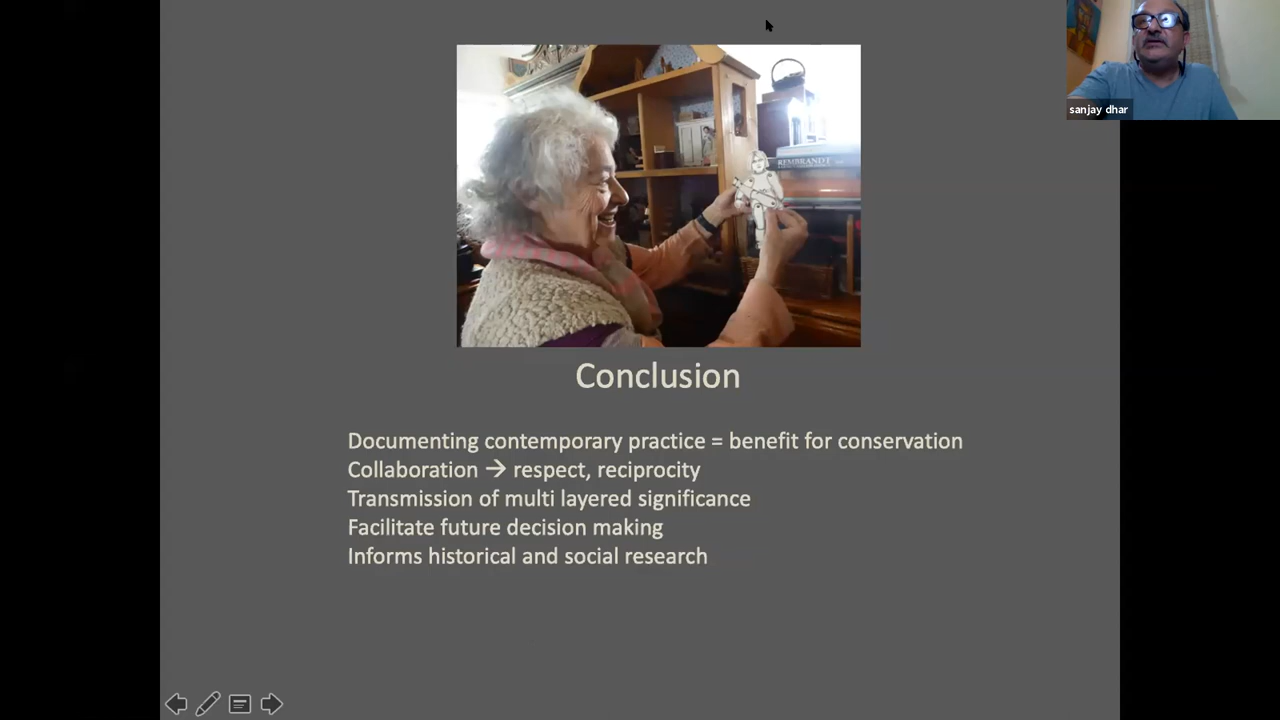 sanjay dhar
REMBRANDT
Conclusion
Documenting contemporary practice = benefit for conservation
Collaboration → respect, reciprocity
Transmission of multi layered significance
Facilitate future decision making
Informs historical and social research